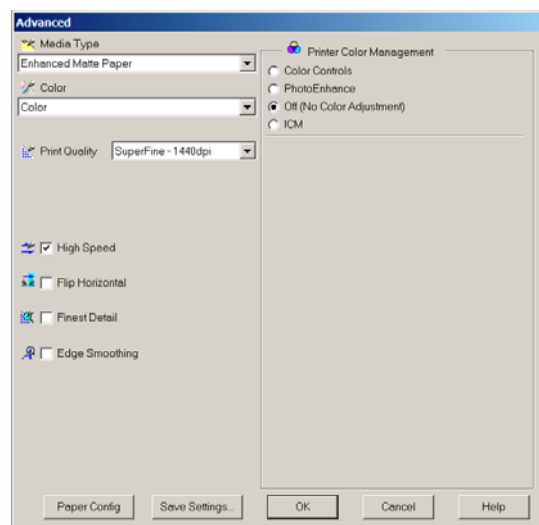 Advanced
Media Type
Enhanced Matte Paper
Color
Color
Print Quality
SuperFine - 1440dpi
High Speed
Flip Horizontal
Finest Detail
Edge Smoothing
Printer Color Management
Color Controls
PhotoEnhance
Off (No Color Adjustment)
ICM
Paper Config
Save Settings...
OK
Cancel
Help